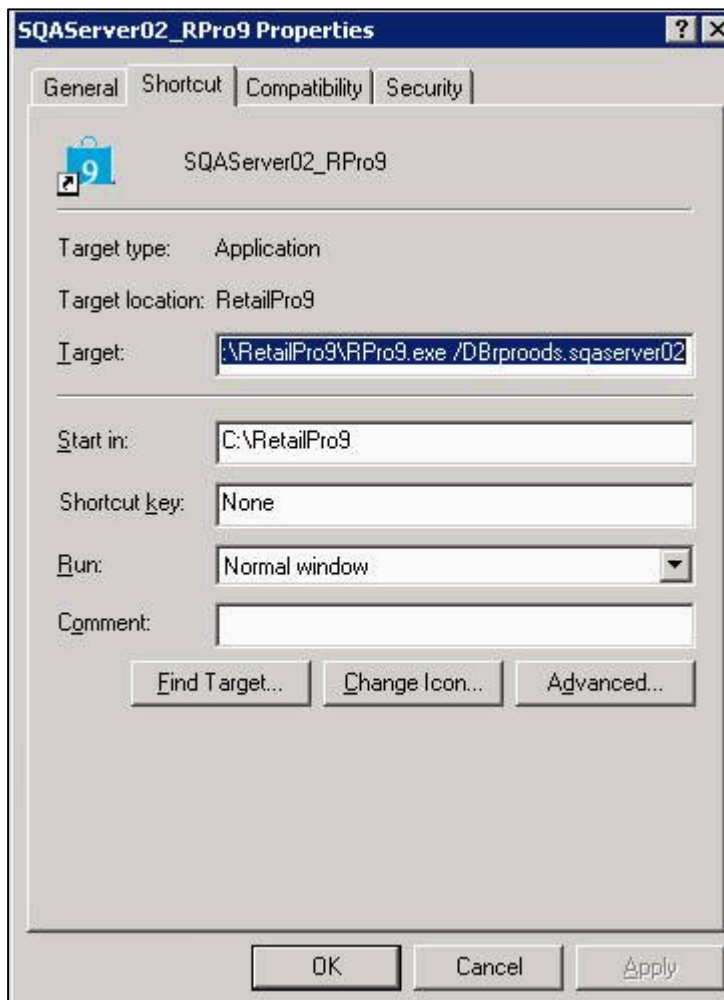 SQAServer02_RPro9 Properties
General Shortcut Compatibility Security
9 SQAServer02_RPro9
Target type: Application
Target location: RetailPro9
Target: :\RetailPro9\RPro9.exe /DBrproods.sqaserver02
Start in: C:\RetailPro9
Shortcut key: None
Run: Normal window
Comment:
Find Target... Change Icon... Advanced...
OK Cancel Apply